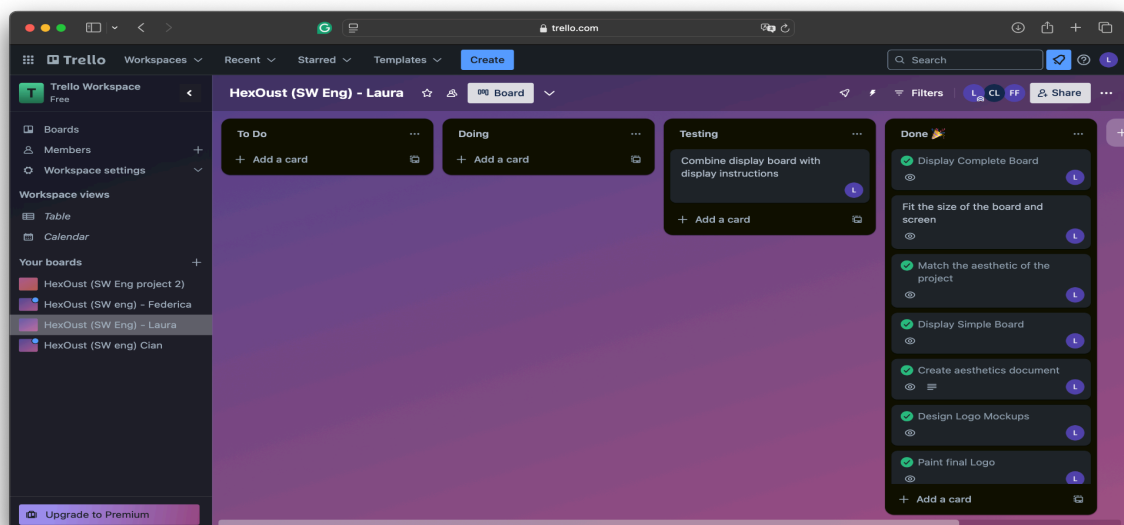 trello.com
Trello
Workspaces
Recent
Starred
Templates
Create
Search
L
T
Trello Workspace
Free
HexOust (SW Eng) - Laura
Board
Filters
L
CL
FF
Share
Boards
Members
Workspace settings
Workspace views
Table
Calendar
Your boards
HexOust (SW Eng project 2)
HexOust (SW eng) - Federica
HexOust (SW Eng) - Laura
HexOust (SW eng) Cian
Upgrade to Premium
To Do
+ Add a card
Doing
+ Add a card
Testing
Combine display board with
display instructions
L
+ Add a card
Done 🎉
Display Complete Board
L
Fit the size of the board and
screen
L
Match the aesthetic of the
project
L
Display Simple Board
L
Create aesthetics document
L
Design Logo Mockups
L
Paint final Logo
L
+ Add a card